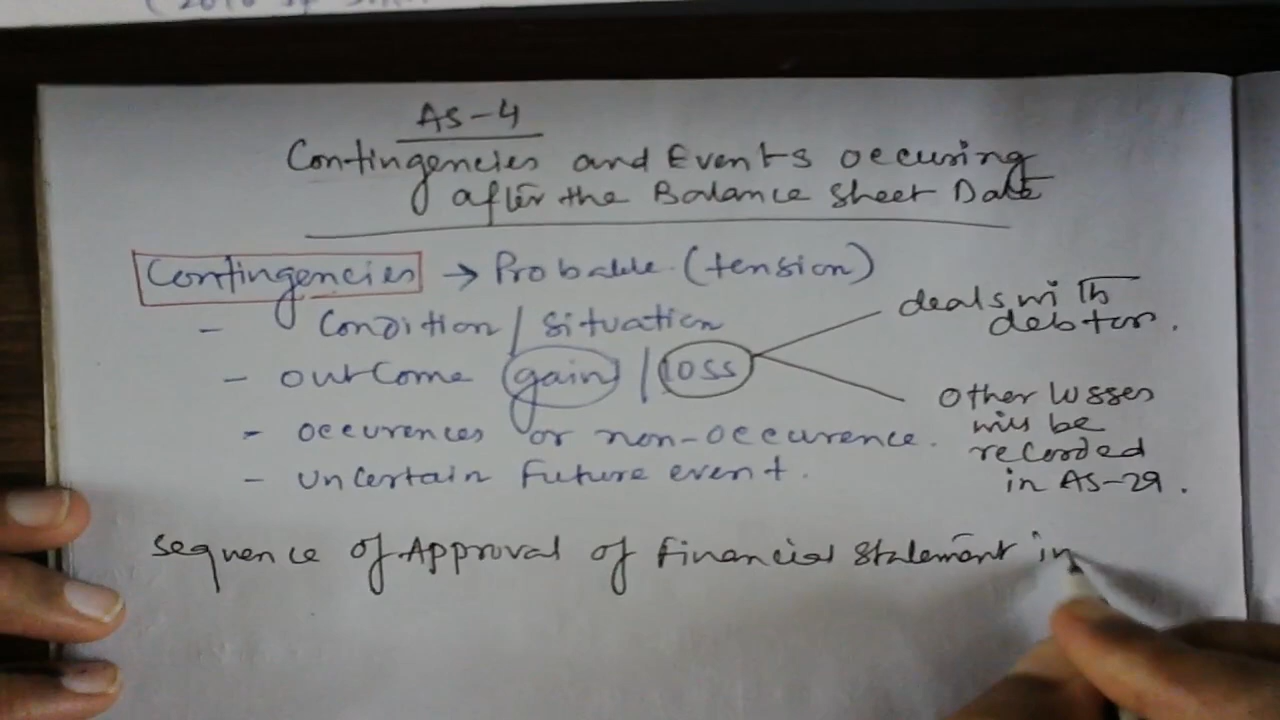 AS-4
Contingencies and Events occuring
after the Balance Sheet Date
Contingencies → Probable (tension)
- Condition / Situation
- outcome gain / loss
- occurences or non-occurence.
- Uncertain Future event.
deals with
debtors.
Other losses
will be
recorded
in AS-29.
Sequence of Approval of Financial Statement in